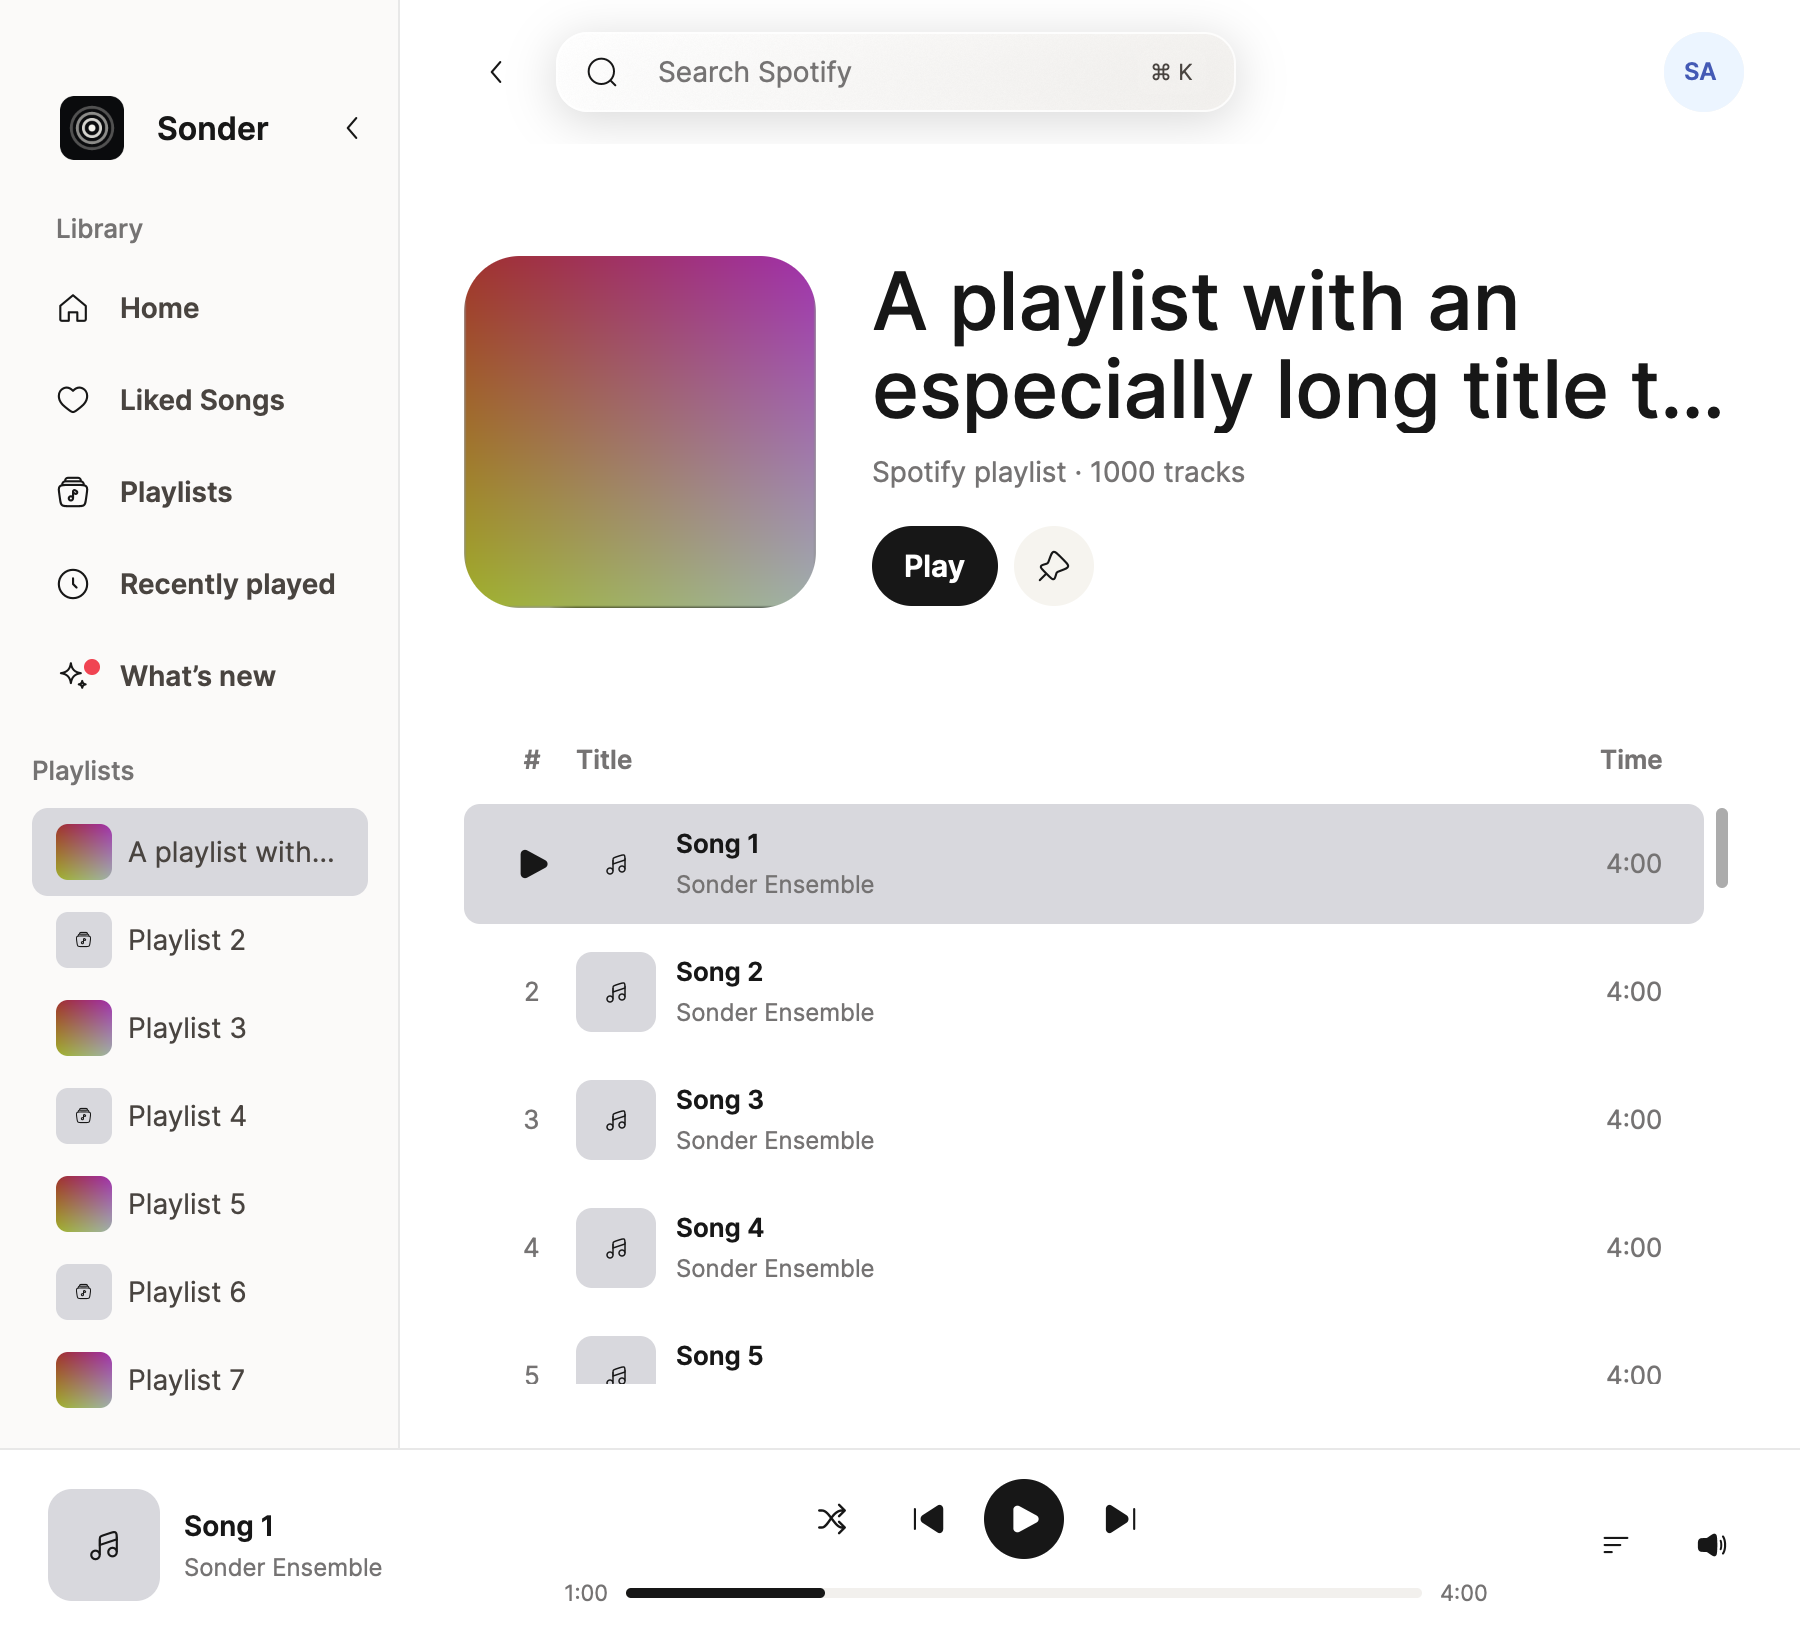 Sonder
Library
Home
Liked Songs
Playlists
Recently played
What’s new
Playlists
A playlist with...
Playlist 2
Playlist 3
Playlist 4
Playlist 5
Playlist 6
Playlist 7
Search Spotify ⌘ K
SA
A playlist with an
especially long title t...
Spotify playlist · 1000 tracks
Play
# Title Time
Song 1
Sonder Ensemble
4:00
2
Song 2
Sonder Ensemble
4:00
3
Song 3
Sonder Ensemble
4:00
4
Song 4
Sonder Ensemble
4:00
5
Song 5
4:00
Song 1
Sonder Ensemble
1:00
4:00